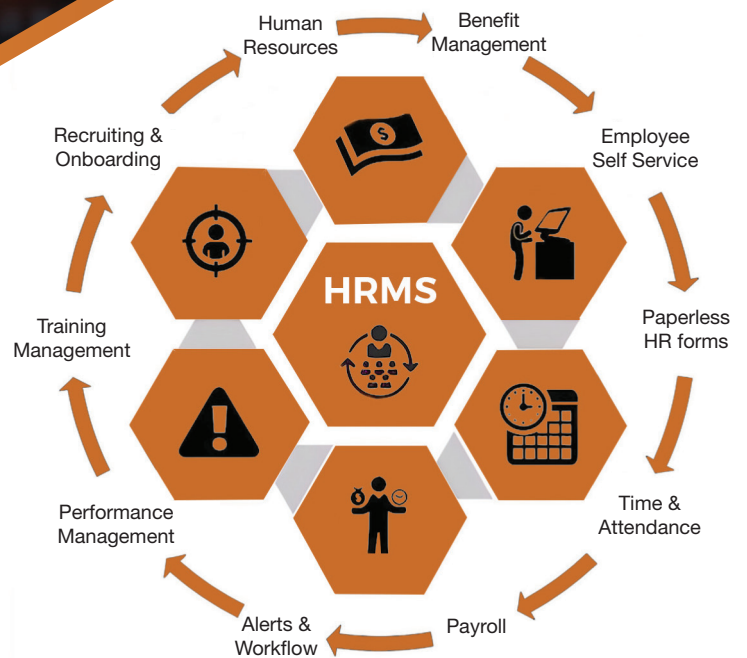 Human
Resources
Benefit
Management
Employee
Self Service
Paperless
HR forms
Time &
Attendance
Payroll
Alerts &
Workflow
Performance
Management
Training
Management
Recruiting &
Onboarding
HRMS